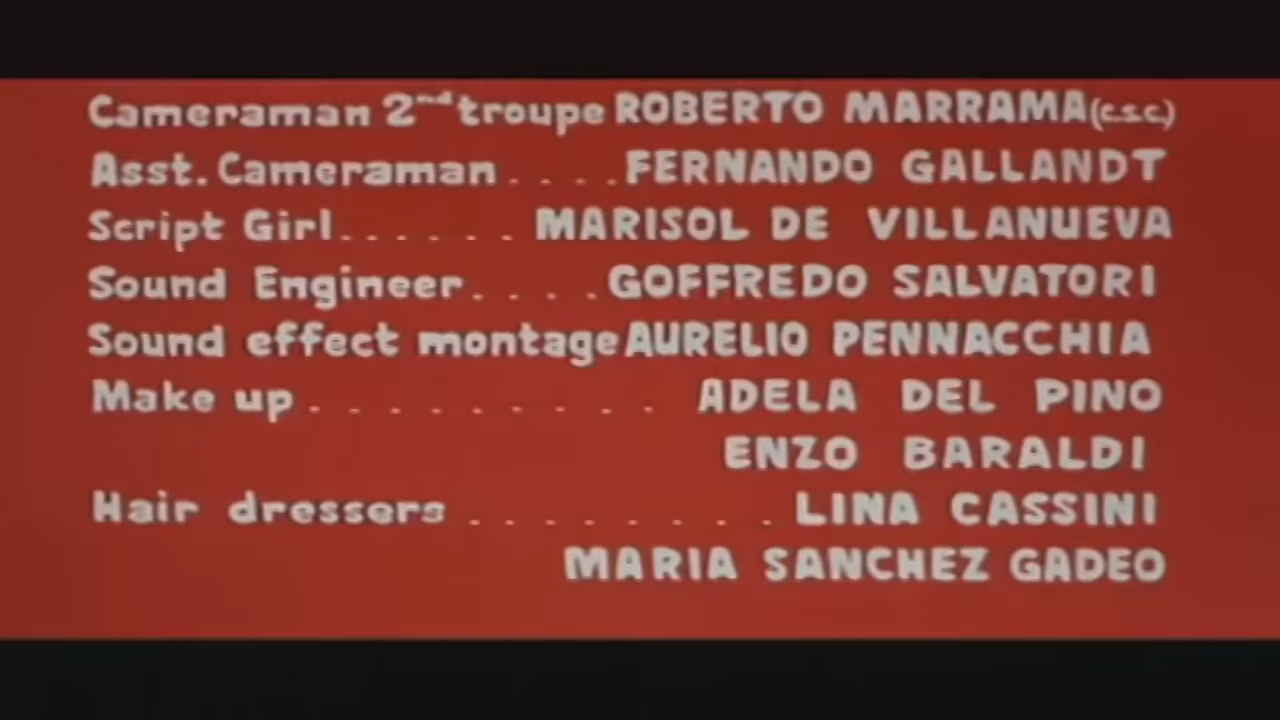 Cameraman 2nd troupe ROBERTO MARRAMA (c.s.c.)
Asst. Cameraman . . . . FERNANDO GALLANDT
Script Girl . . . . . . MARISOL DE VILLANUEVA
Sound Engineer . . . . GOFFREDO SALVATORI
Sound effect montage AURELIO PENNACCHIA
Make up . . . . . . . . . ADELA DEL PINO
ENZO BARALDI
Hair dressers . . . . . . . . . LINA CASSINI
MARIA SANCHEZ GADEO